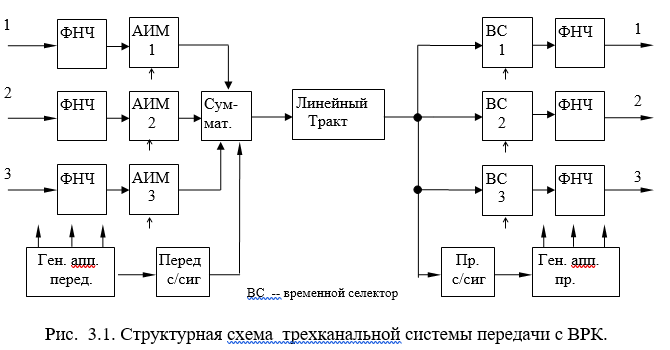 1
ФНЧ
АИМ
1
ВС
1
ФНЧ
1
2
ФНЧ
АИМ
2
Сум-
мат.
Линейный
Тракт
ВС
2
ФНЧ
2
3
ФНЧ
АИМ
3
ВС
3
ФНЧ
3
Ген. апп.
перед.
Перед
с/сиг
Пр.
с/сиг
Ген. апп.
пр.
ВС -- временной селектор
Рис. 3.1. Структурная схема трехканальной системы передачи с ВРК.